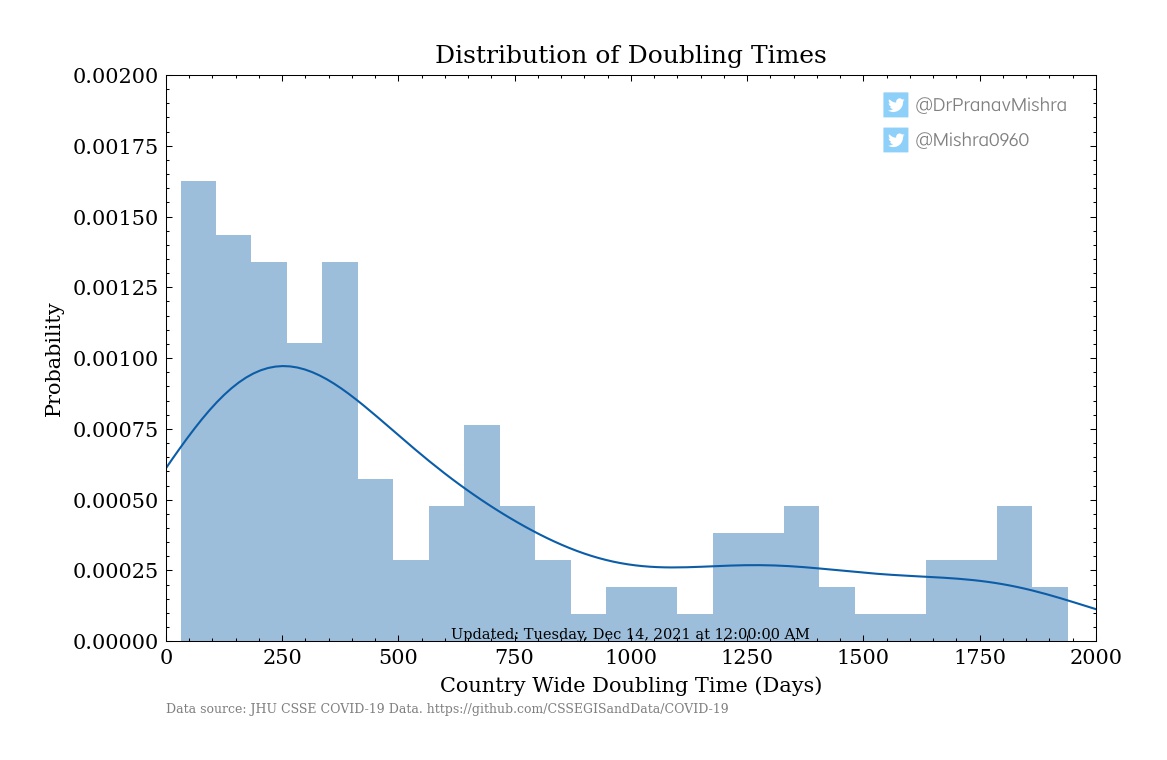 Distribution of Doubling Times
0.00200
0.00175
0.00150
0.00125
0.00100
0.00075
0.00050
0.00025
0.00000
Probability
@DrPranavMishra
@Mishra0960
Updated: Tuesday, Dec 14, 2021 at 12:00:00 AM
0 250 500 750 1000 1250 1500 1750 2000
Country Wide Doubling Time (Days)
Data source: JHU CSSE COVID-19 Data. https://github.com/CSSEGISandData/COVID-19